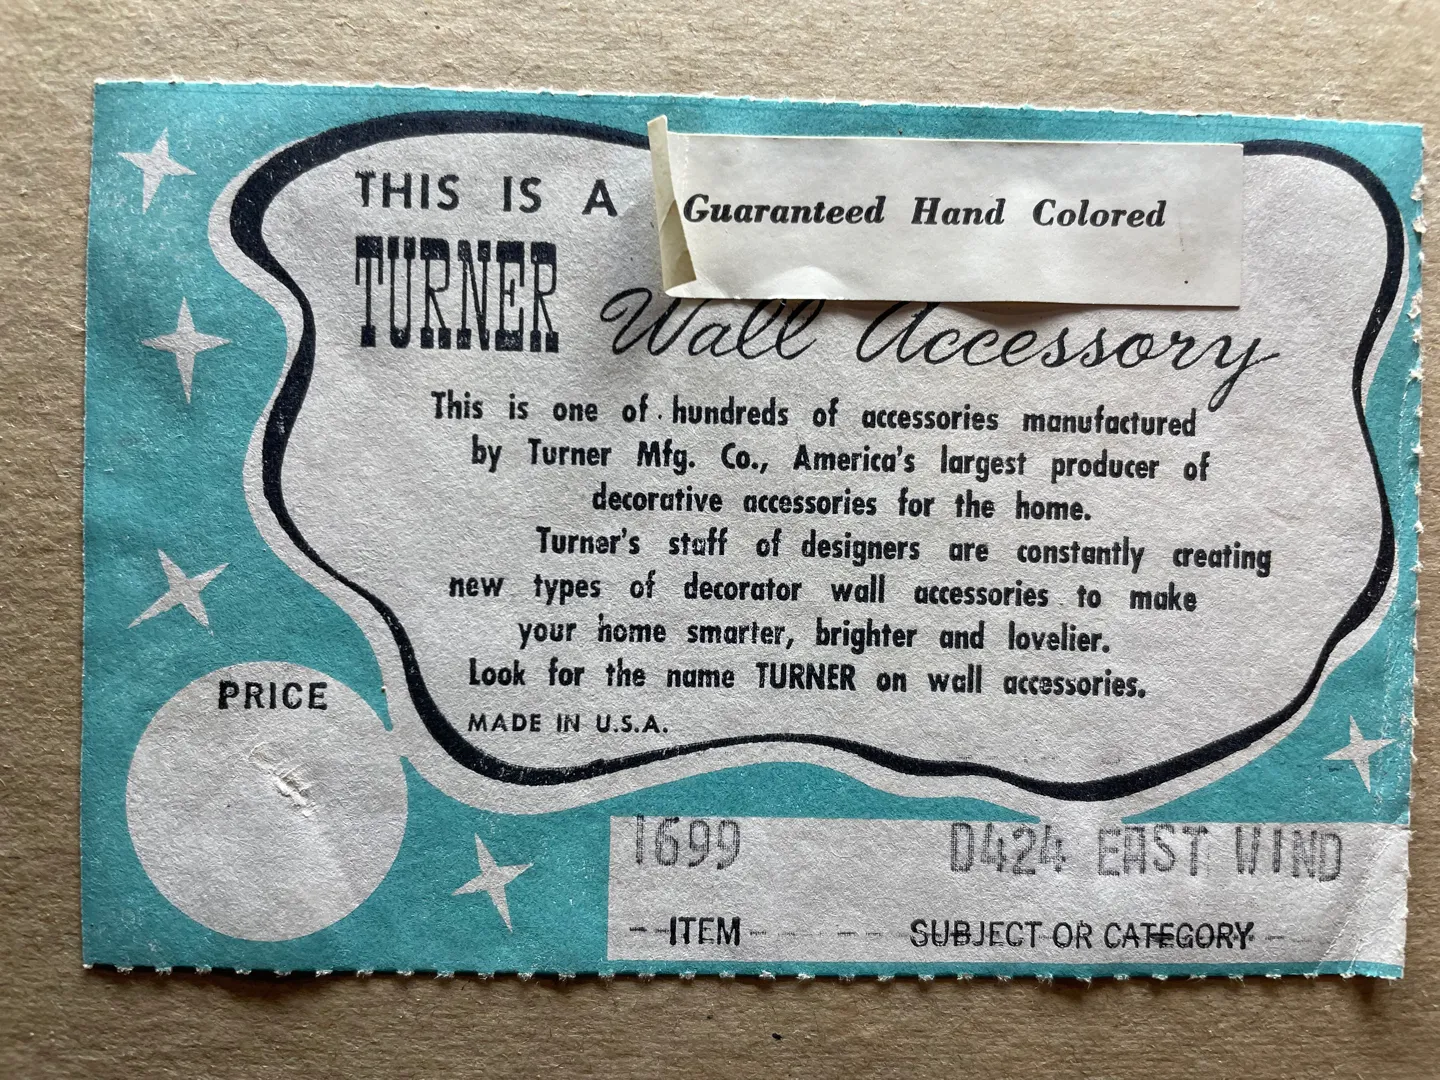 THIS IS A
Guaranteed Hand Colored
TURNER Wall Accessory
This is one of hundreds of accessories manufactured
by Turner Mfg. Co., America's largest producer of
decorative accessories for the home.
Turner's staff of designers are constantly creating
new types of decorator wall accessories to make
your home smarter, brighter and lovelier.
Look for the name TURNER on wall accessories.
MADE IN U.S.A.
PRICE
1699 D424 EAST WIND
ITEM SUBJECT OR CATEGORY